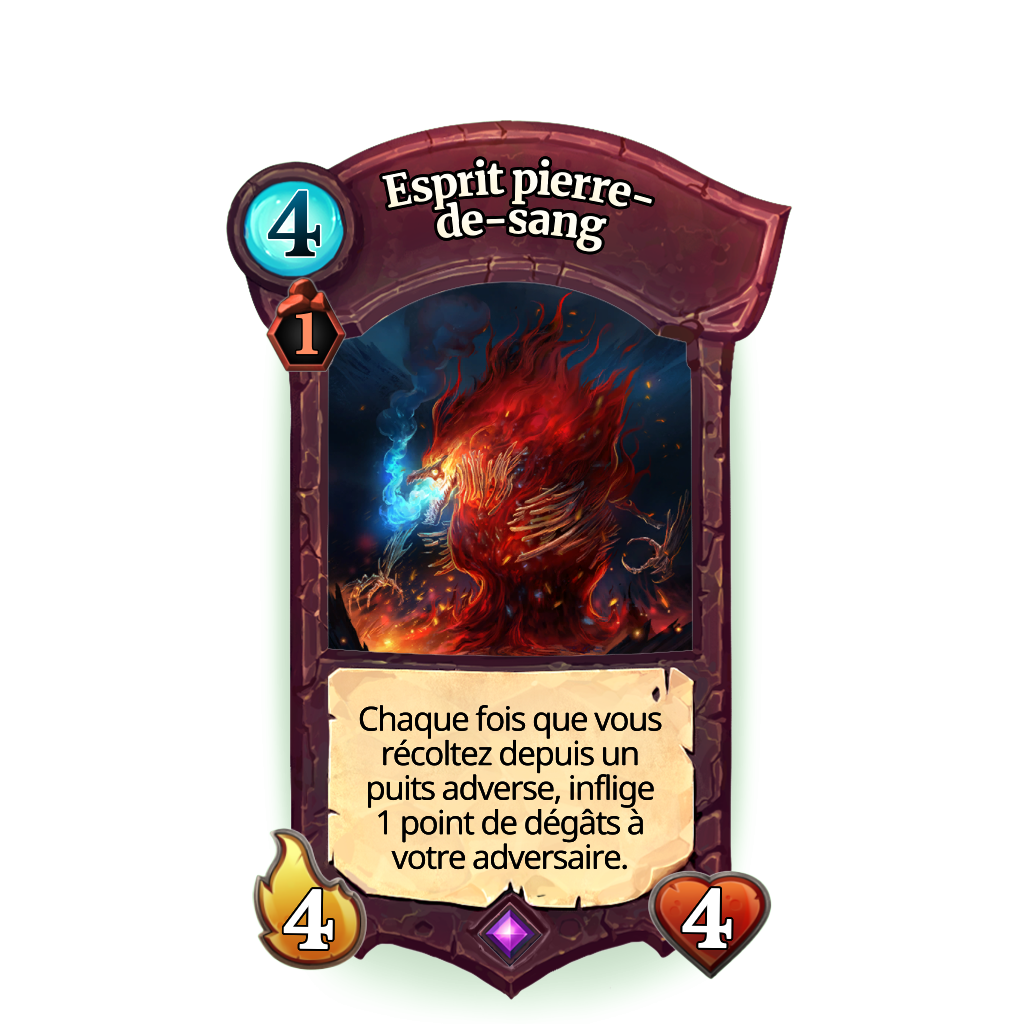 4
Esprit pierre-
de-sang
1
Chaque fois que vous
récoltez depuis un
puits adverse, inflige
1 point de dégâts à
votre adversaire.
4
4